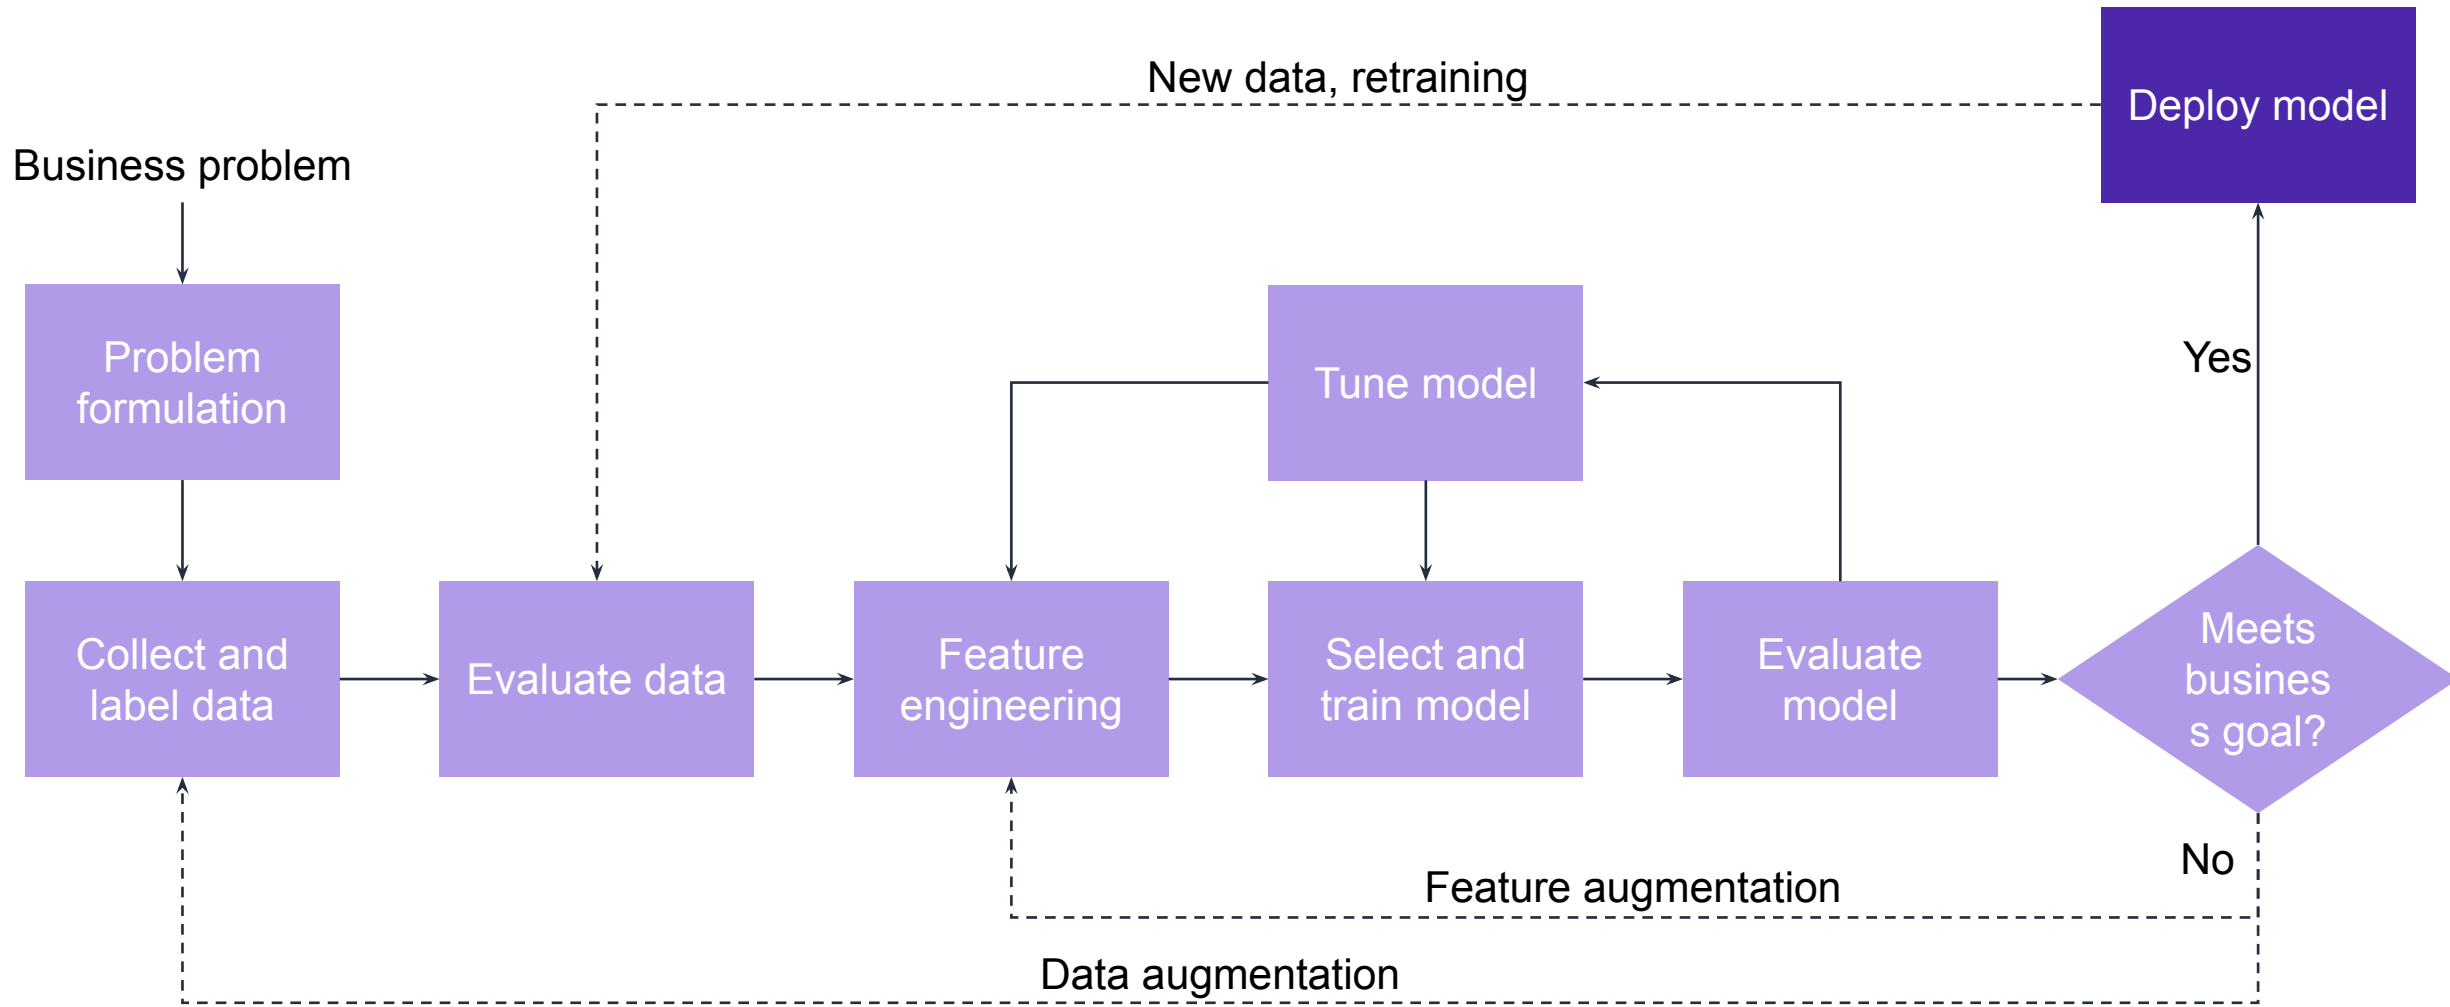 New data, retraining
Deploy model
Business problem
Problem
formulation
Tune model
Yes
Collect and
label data
Evaluate data
Feature
engineering
Select and
train model
Evaluate
model
Meets
busines
s goal?
No
Feature augmentation
Data augmentation